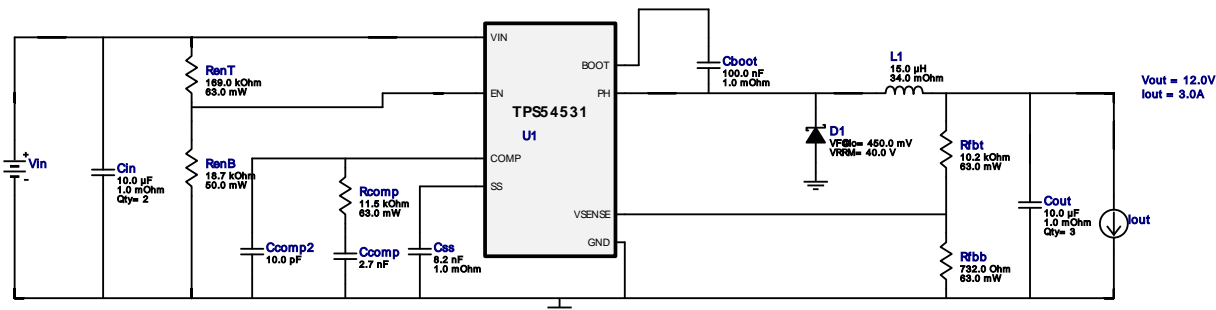 Vin
Cin
10.0 µF
1.0 mOhm
Qty= 2
RenT
169.0 kOhm
63.0 mW
RenB
18.7 kOhm
50.0 mW
Ccomp2
10.0 pF
Rcomp
11.5 kOhm
63.0 mW
Ccomp
2.7 nF
Css
8.2 nF
1.0 mOhm
VIN
EN
COMP
SS
TPS54531
U1
BOOT
PH
VSENSE
GND
Cboot
100.0 nF
1.0 mOhm
D1
450.0 mV
VRRM= 40.0 V
L1
15.0 µH
34.0 mOhm
Rfbt
10.2 kOhm
63.0 mW
Rfbb
732.0 Ohm
63.0 mW
Cout
10.0 µF
1.0 mOhm
Qty= 3
Iout
Vout = 12.0V
Iout = 3.0A